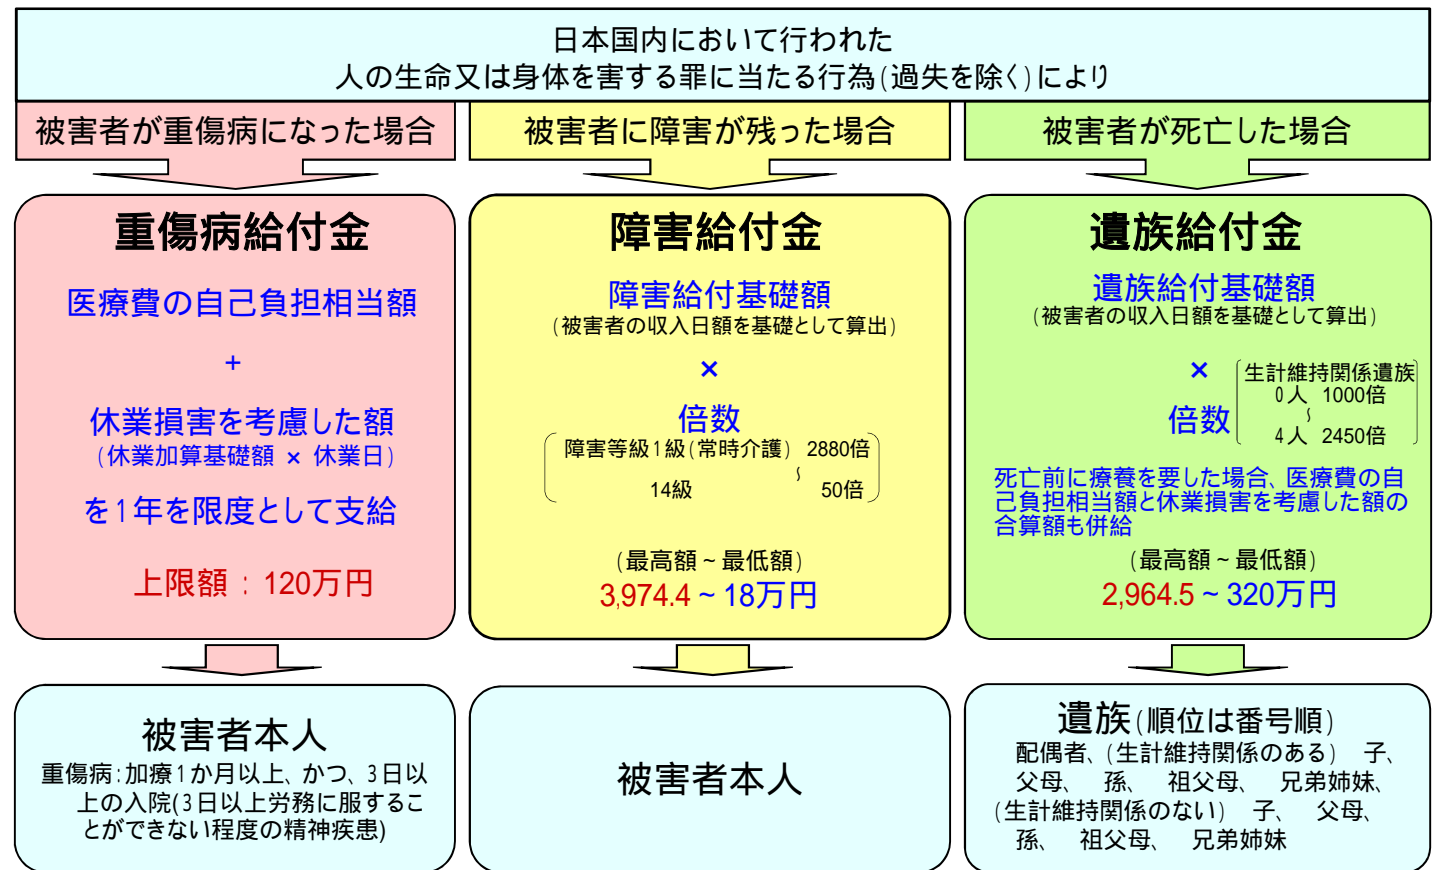 日本国内において行われた
人の生命又は身体を害する罪に当たる行為(過失を除く)により
被害者が重傷病になった場合
重傷病給付金
医療費の自己負担相当額
+
休業損害を考慮した額
(休業加算基礎額 × 休業日)
を1年を限度として支給
上限額:120万円
被害者本人
重傷病:加療1か月以上、かつ、3日以
上の入院(3日以上労務に服するこ
とができない程度の精神疾患)
被害者に障害が残った場合
障害給付金
障害給付基礎額
(被害者の収入日額を基礎として算出)
×
倍数
障害等級1級(常時介護) 2880倍
~
14級 50倍
(最高額~最低額)
3,974.4~18万円
被害者本人
被害者が死亡した場合
遺族給付金
遺族給付基礎額
(被害者の収入日額を基礎として算出)
×
倍数
生計維持関係遺族
0人 1000倍
~
4人 2450倍
死亡前に療養を要した場合、医療費の自
己負担相当額と休業損害を考慮した額の
合算額も併給
(最高額~最低額)
2,964.5~320万円
遺族(順位は番号順)
配偶者、(生計維持関係のある) 子、
父母、 孫、 祖父母、 兄弟姉妹、
(生計維持関係のない) 子、 父母、
孫、 祖父母、 兄弟姉妹